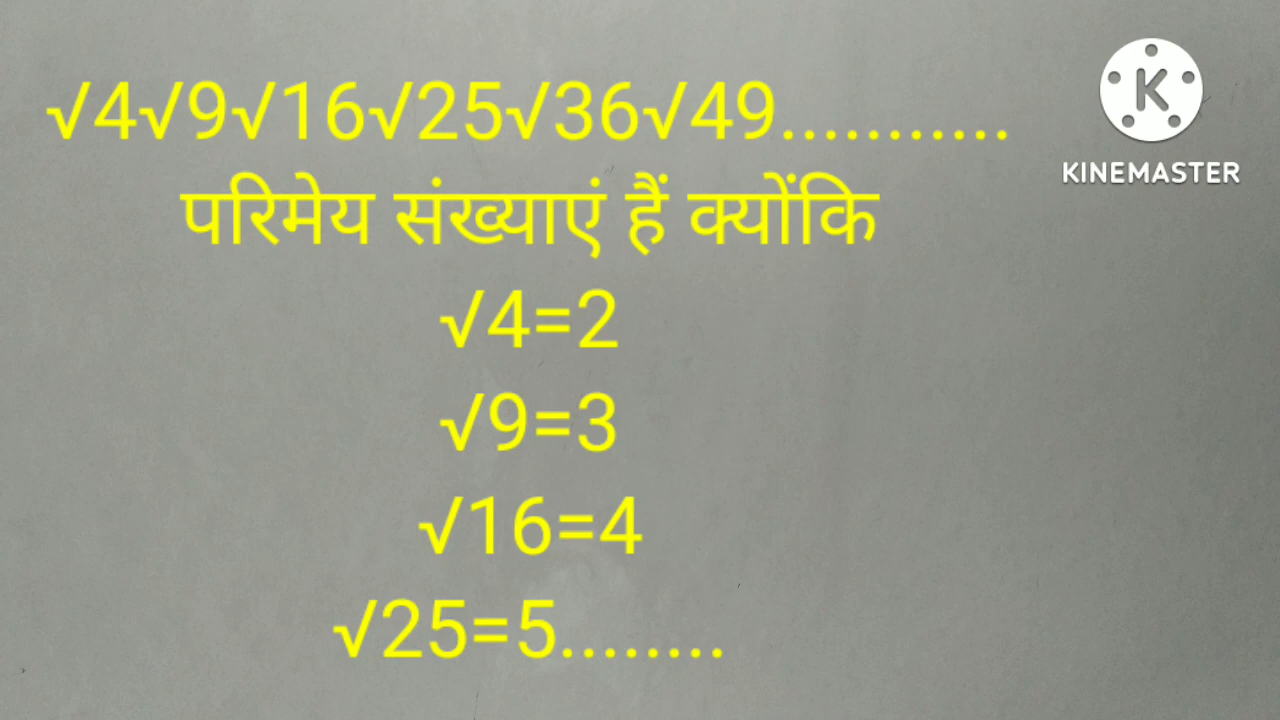 √4√9√16√25√36√49...........
परिमेय संख्याएं हैं क्योंकि
√4=2
√9=3
√16=4
√25=5........
K
KINEMASTER